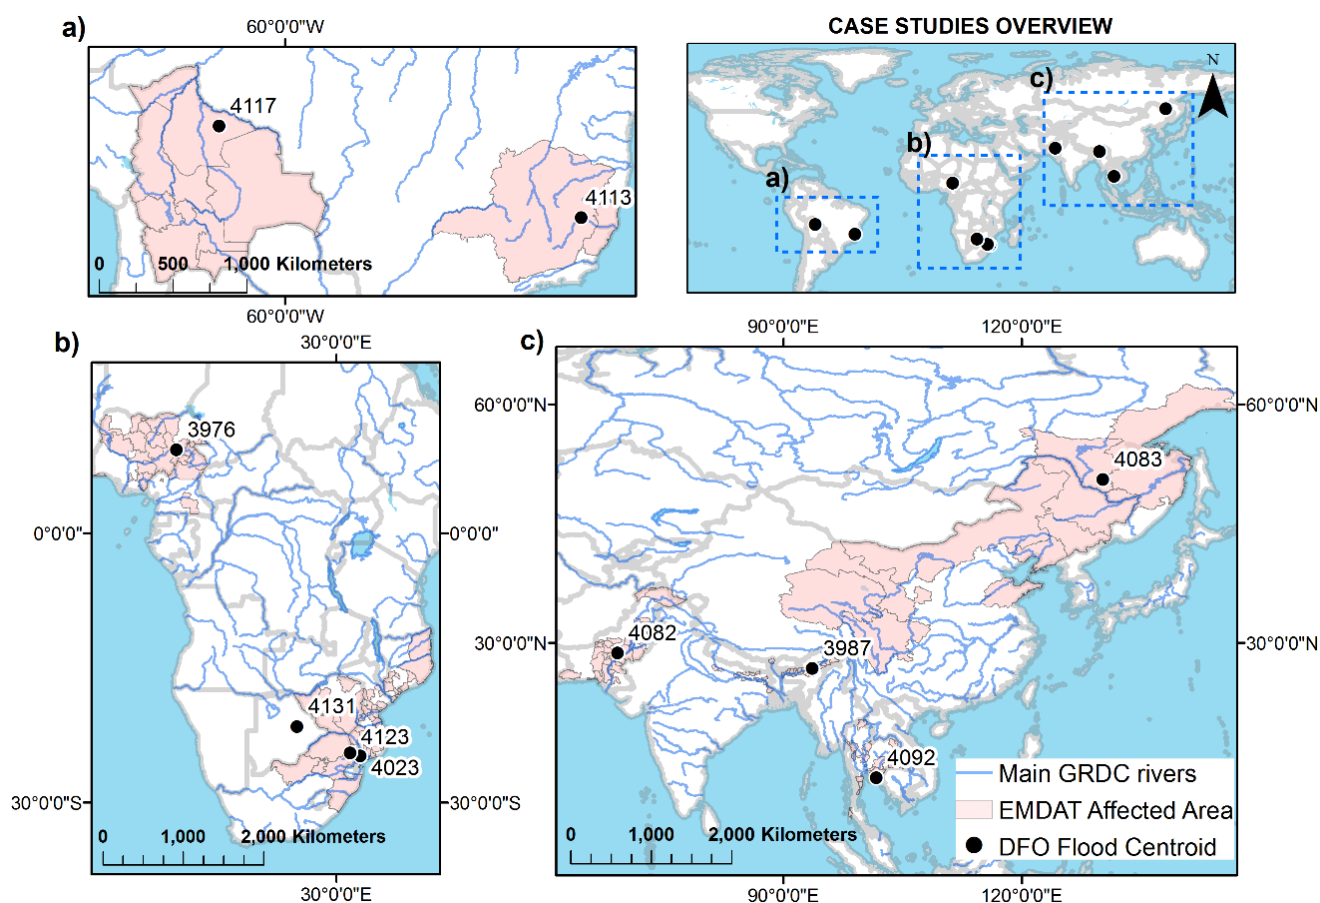 a)
60°0'0"W
4117
4113
0 500 1,000 Kilometers
60°0'0"W
CASE STUDIES OVERVIEW
N
c)
b)
a)
b)
30°0'0"E
3976
0°0'0"
0°0'0"
4131
4123
4023
30°0'0"S
30°0'0"S
0 1,000 2,000 Kilometers
30°0'0"E
c)
90°0'0"E 120°0'0"E
60°0'0"N
60°0'0"N
4083
30°0'0"N
30°0'0"N
4082
3987
4092
Main GRDC rivers
EMDAT Affected Area
DFO Flood Centroid
0 1,000 2,000 Kilometers
90°0'0"E 120°0'0"E